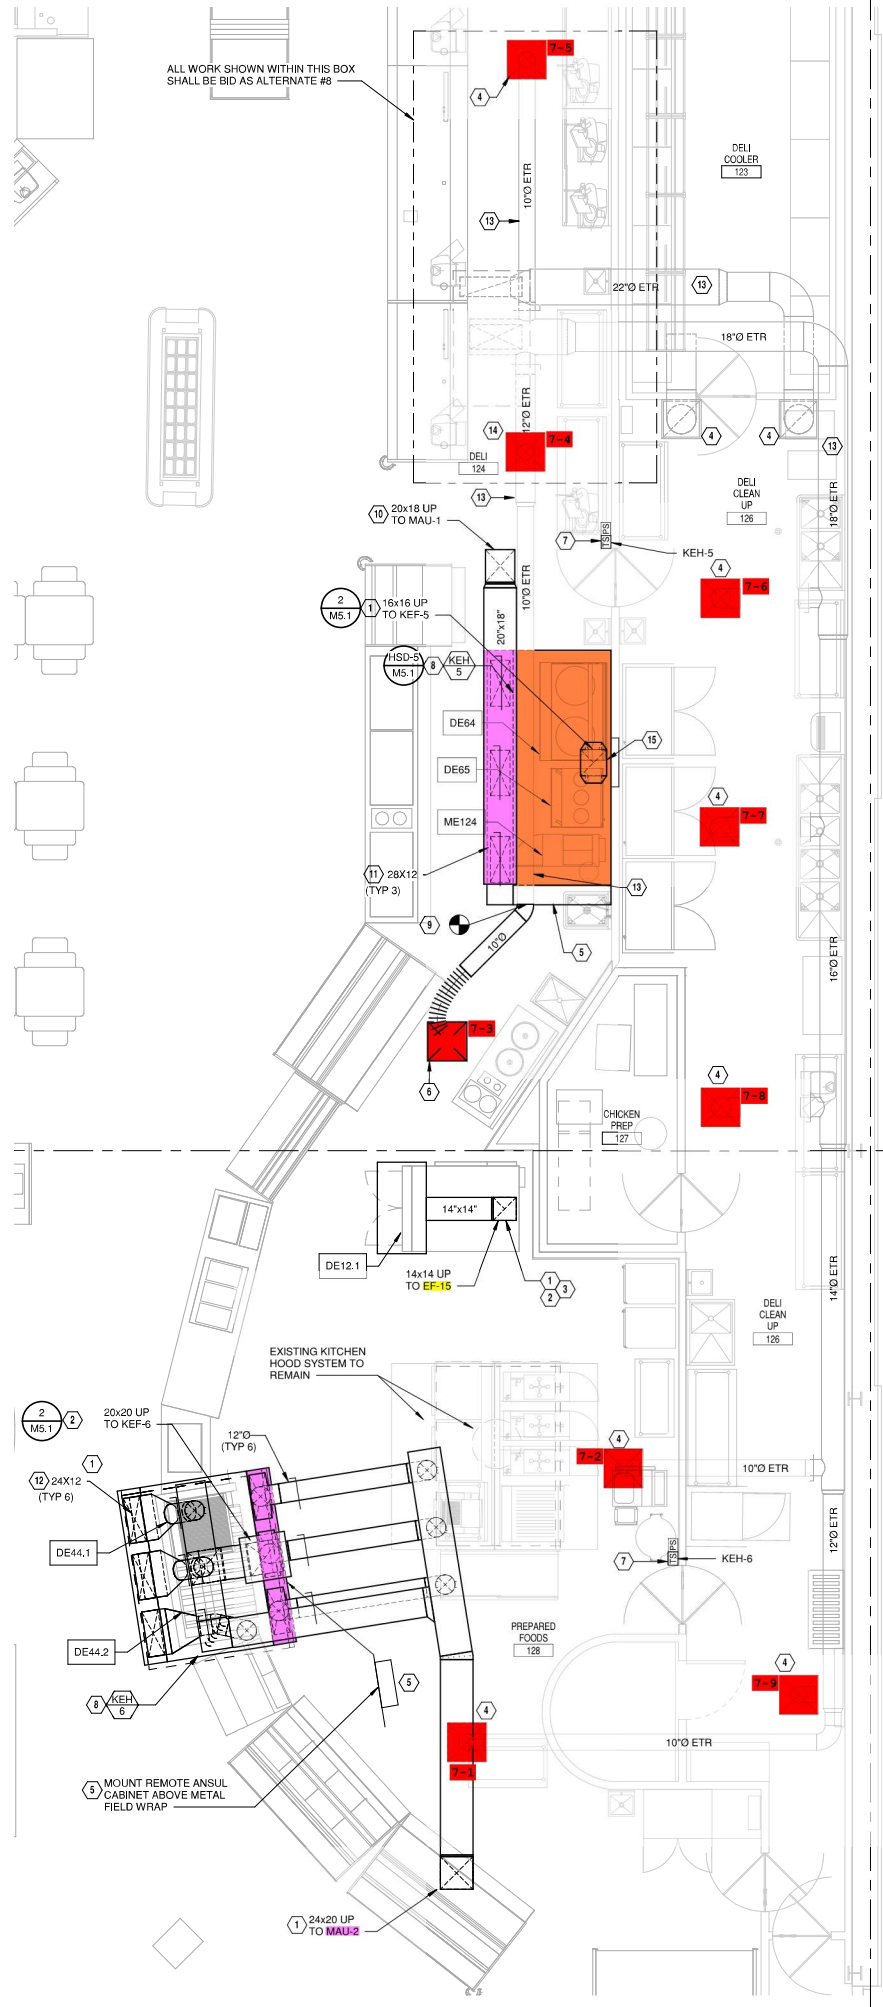 7-5
ALL WORK SHOWN WITHIN THIS BOX
SHALL BE BID AS ALTERNATE #8
4
DELI
COOLER
123
10"Ø ETR
13
22"Ø ETR
13
18"Ø ETR
12"Ø ETR
14
7-4
4
4
13
DELI
124
13
DELI
CLEAN
UP
126
18"Ø ETR
10
20x18 UP
TO MAU-1
7
TS
PS
KEH-5
4
7-6
10"Ø ETR
2
M5.1
1
16x16 UP
TO KEF-5
20"x18"
HSD-5
M5.1
8
KEH
5
DE64
15
DE65
4
7-7
ME124
11
28X12
(TYP 3)
13
9
10"Ø
5
16"Ø ETR
7-3
6
4
7-8
CHICKEN
PREP
127
14"x14"
DE12.1
14x14 UP
TO EF-15
1
2
3
14"Ø ETR
DELI
CLEAN
UP
126
EXISTING KITCHEN
HOOD SYSTEM TO
REMAIN
2
M5.1
2
20x20 UP
TO KEF-6
12"Ø
(TYP 6)
4
7-2
10"Ø ETR
1
12
24X12
(TYP 6)
12"Ø ETR
DE44.1
7
TS
PS
KEH-6
PREPARED
FOODS
128
DE44.2
4
7-9
8
KEH
6
5
4
10"Ø ETR
7-1
5
MOUNT REMOTE ANSUL
CABINET ABOVE METAL
FIELD WRAP
1
24x20 UP
TO MAU-2